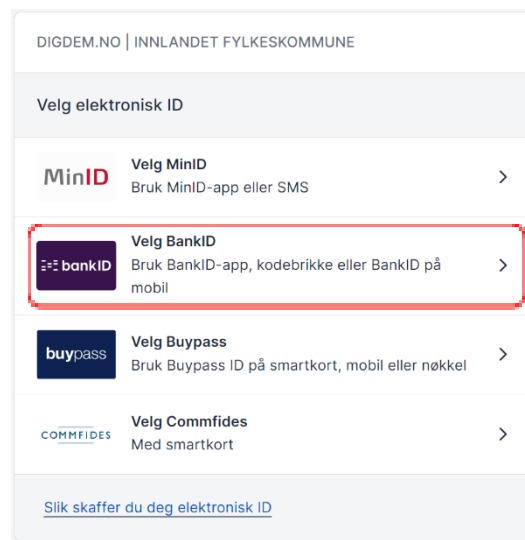 DIGDEM.NO | INNLANDET FYLKESKOMMUNE
Velg elektronisk ID
MinID
Velg MinID
Bruk MinID-app eller SMS
bankID
Velg BankID
Bruk BankID-app, kodebrikke eller BankID på
mobil
buypass
Velg Buypass
Bruk Buypass ID på smartkort, mobil eller nøkkel
COMMFIDES
Velg Commfides
Med smartkort
Slik skaffer du deg elektronisk ID